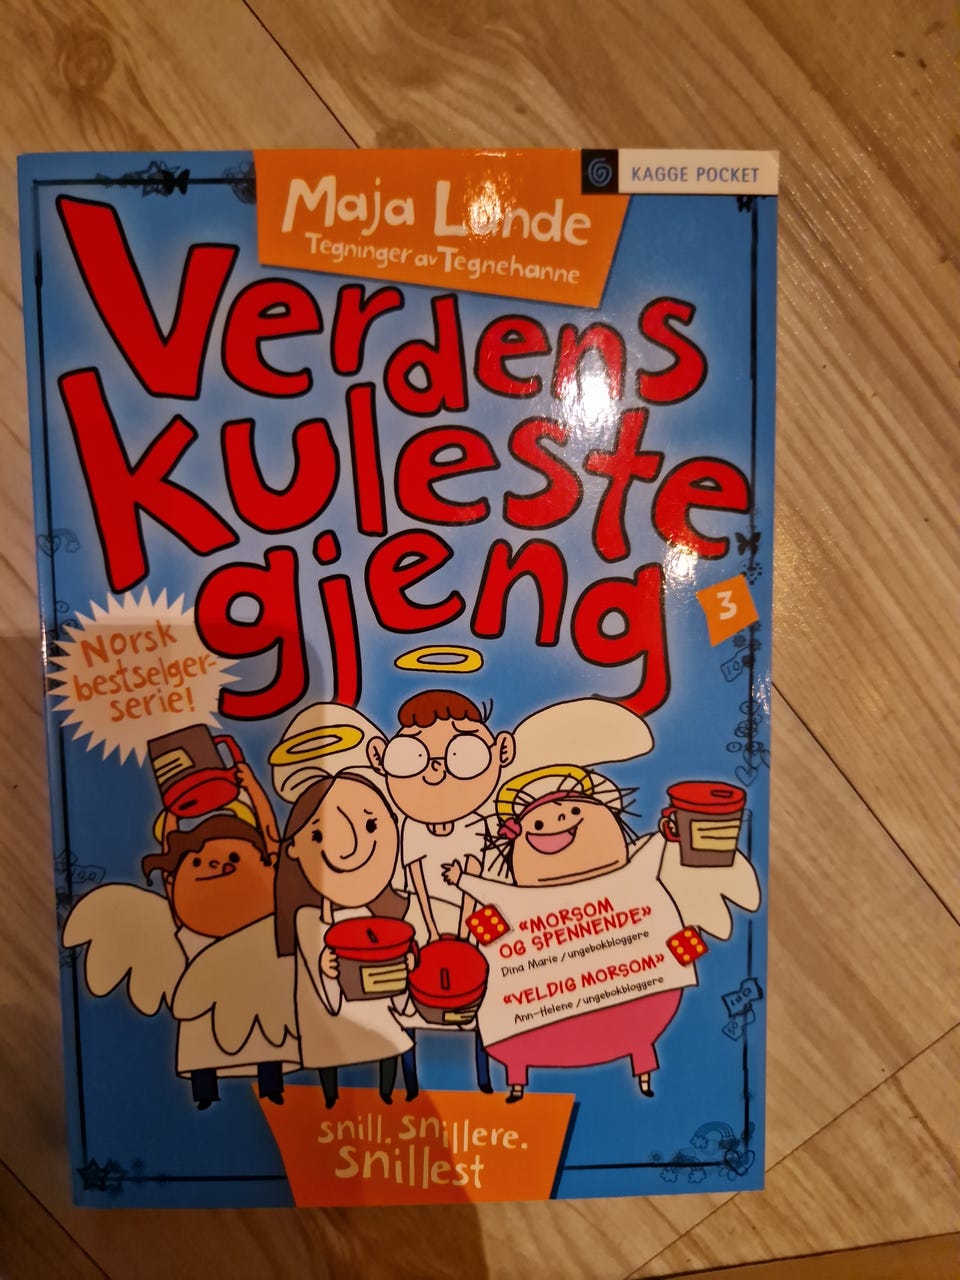 KAGGE POCKET
Maja Lunde
Tegninger av Tegnehanne
Verdens
kuleste
gjeng
3
Norsk
bestselger-
serie!
«MORSOM
OG SPENNENDE»
Dina Marie / ungebokbloggere
«VELDIG MORSOM»
Ann-Helene / ungebokbloggere
snill. snillere.
snillest